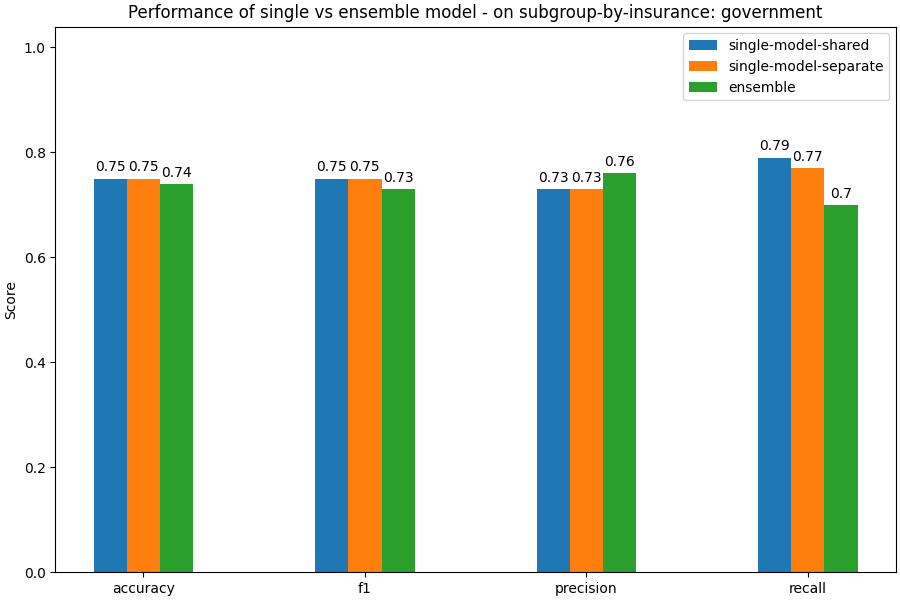 Performance of single vs ensemble model - on subgroup-by-insurance: government
single-model-shared
single-model-separate
ensemble
Score
1.0
0.8
0.6
0.4
0.2
0.0
0.75 0.75 0.74
0.75 0.75 0.73
0.73 0.73 0.76
0.79 0.77 0.7
accuracy f1 precision recall